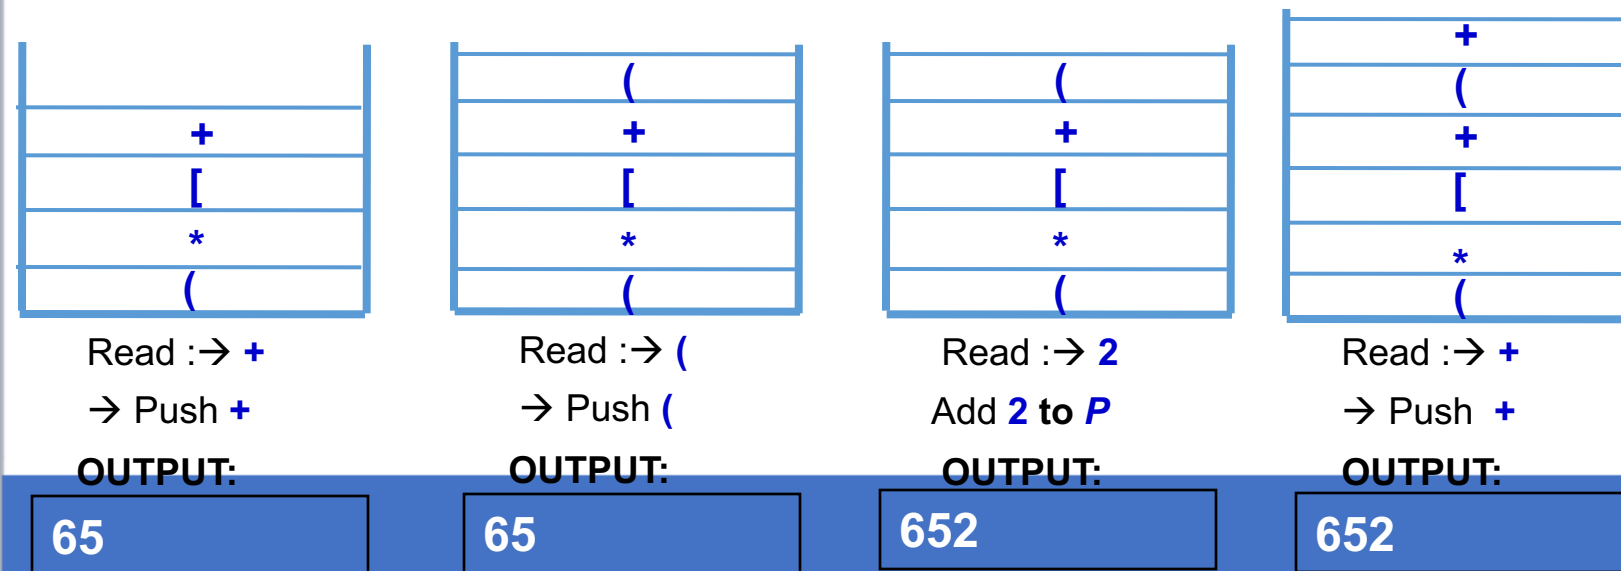 +
[
*
(
Read :→ +
→ Push +
OUTPUT:
65
(
+
[
*
(
Read :→ (
→ Push (
OUTPUT:
65
(
+
[
*
(
Read :→ 2
Add 2 to P
OUTPUT:
652
+
(
+
[
*
(
Read :→ +
→ Push +
OUTPUT:
652